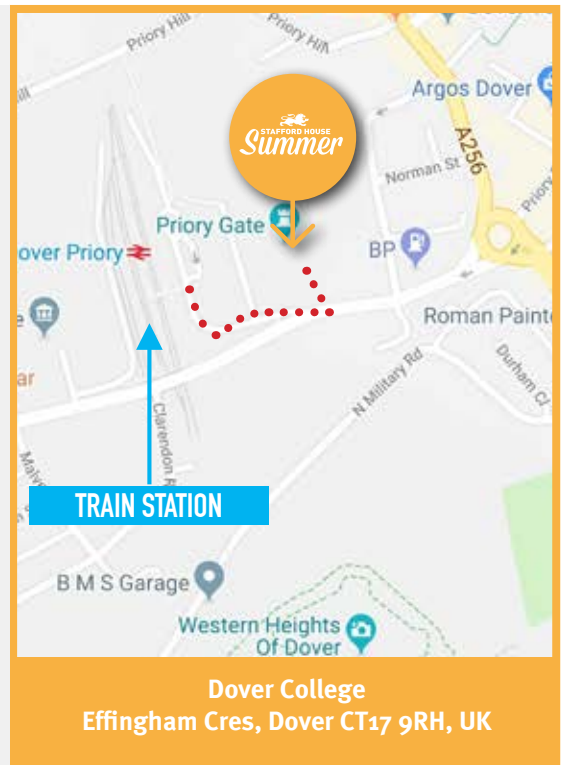 Priory Hill
Priory Hill
Argos Dover
STAFFORD HOUSE
Summer
A256
Norman St
Priory
Priory Gate
BP
over Priory
Roman Paint
ar
N Military Rd
Durham Cl
Clarendon
TRAIN STATION
B M S Garage
Western Heights
Of Dover
Dover College
Effingham Cres, Dover CT17 9RH, UK